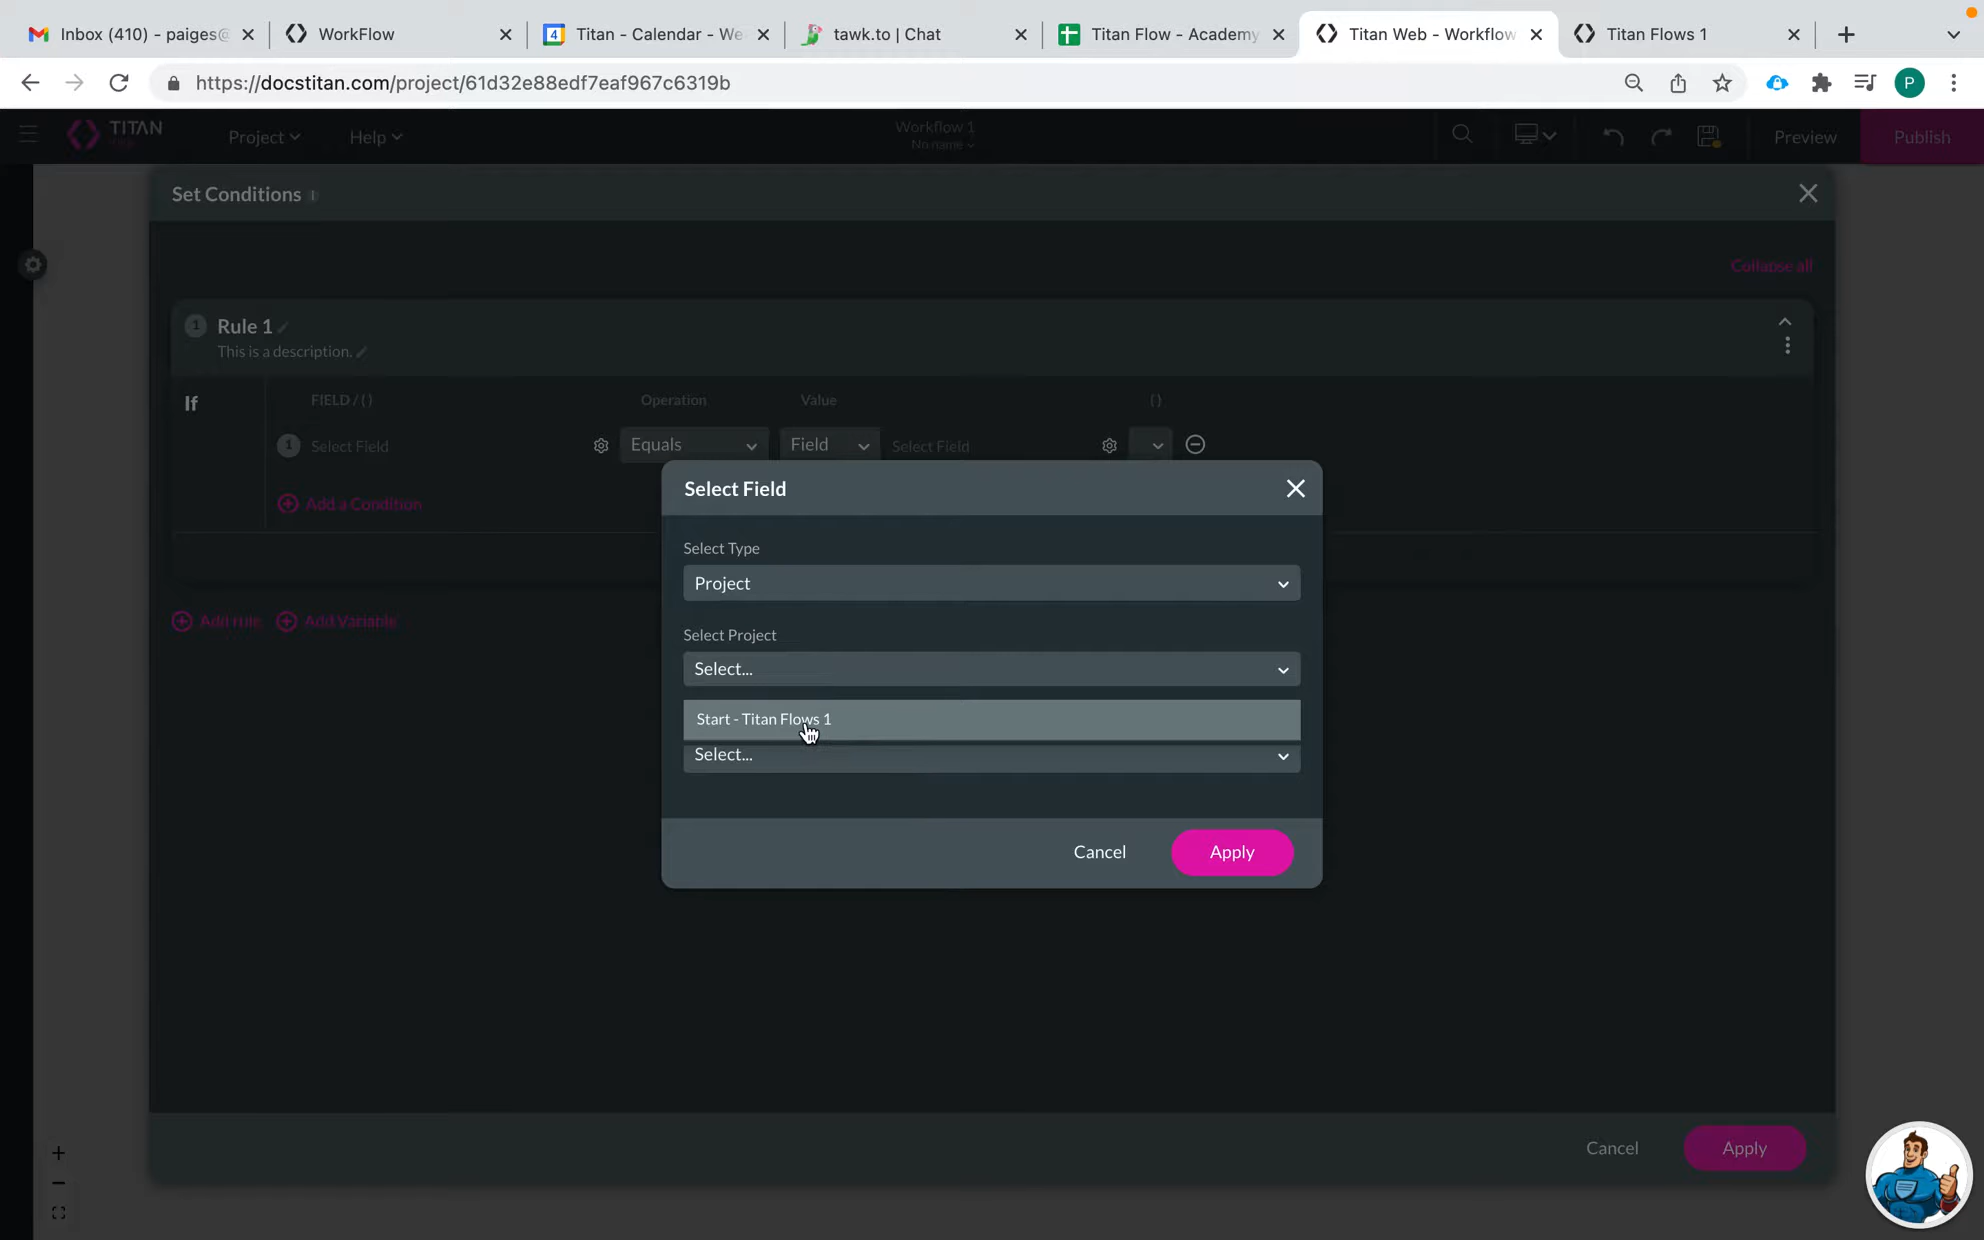 Inbox (410) - paiges@
WorkFlow
4
Titan - Calendar - We
tawk.to | Chat
Titan Flow - Academy
Titan Web - Workflow
Titan Flows 1
https://docstitan.com/project/61d32e88edf7eaf967c6319b
P
TITAN
Project
Help
Workflow 1
No name
Preview
Publish
Set Conditions
Collapse all
1
Rule 1
This is a description.
If
FIELD / ( )
Operation
Value
( )
1
Select Field
Equals
Field
Select Field
Add a Condition
Add rule
Add Variable
Select Field
Select Type
Project
Select Project
Select...
Start - Titan Flows 1
Select...
Cancel
Apply
Cancel
Apply